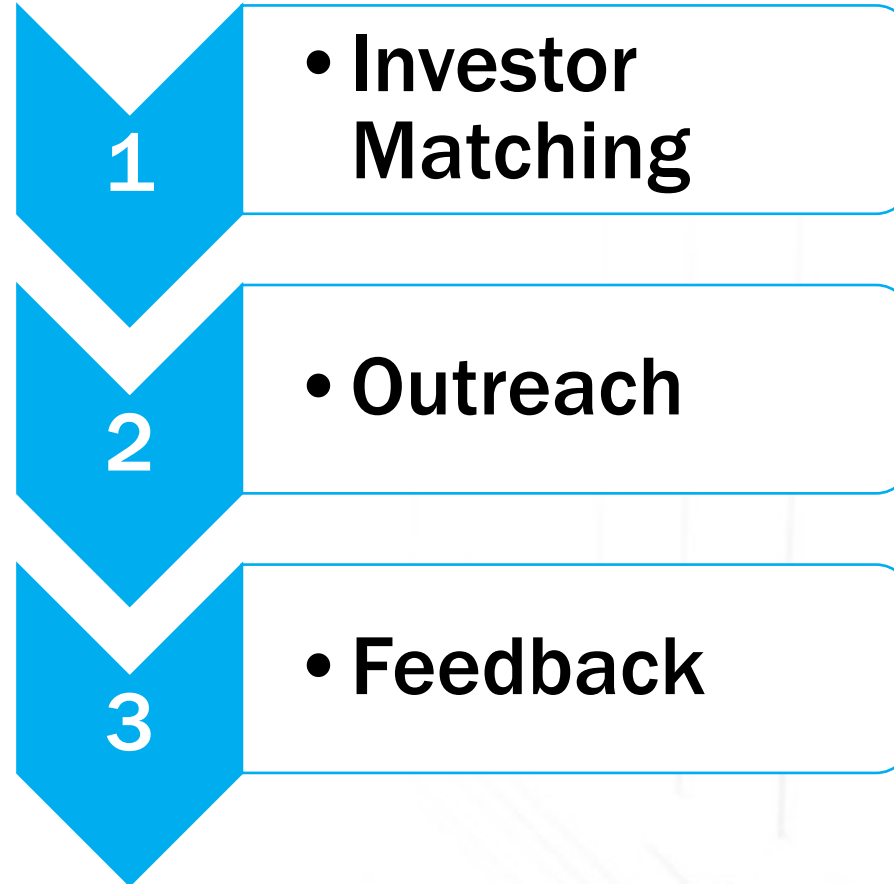 1
• Investor
Matching
2
• Outreach
3
• Feedback